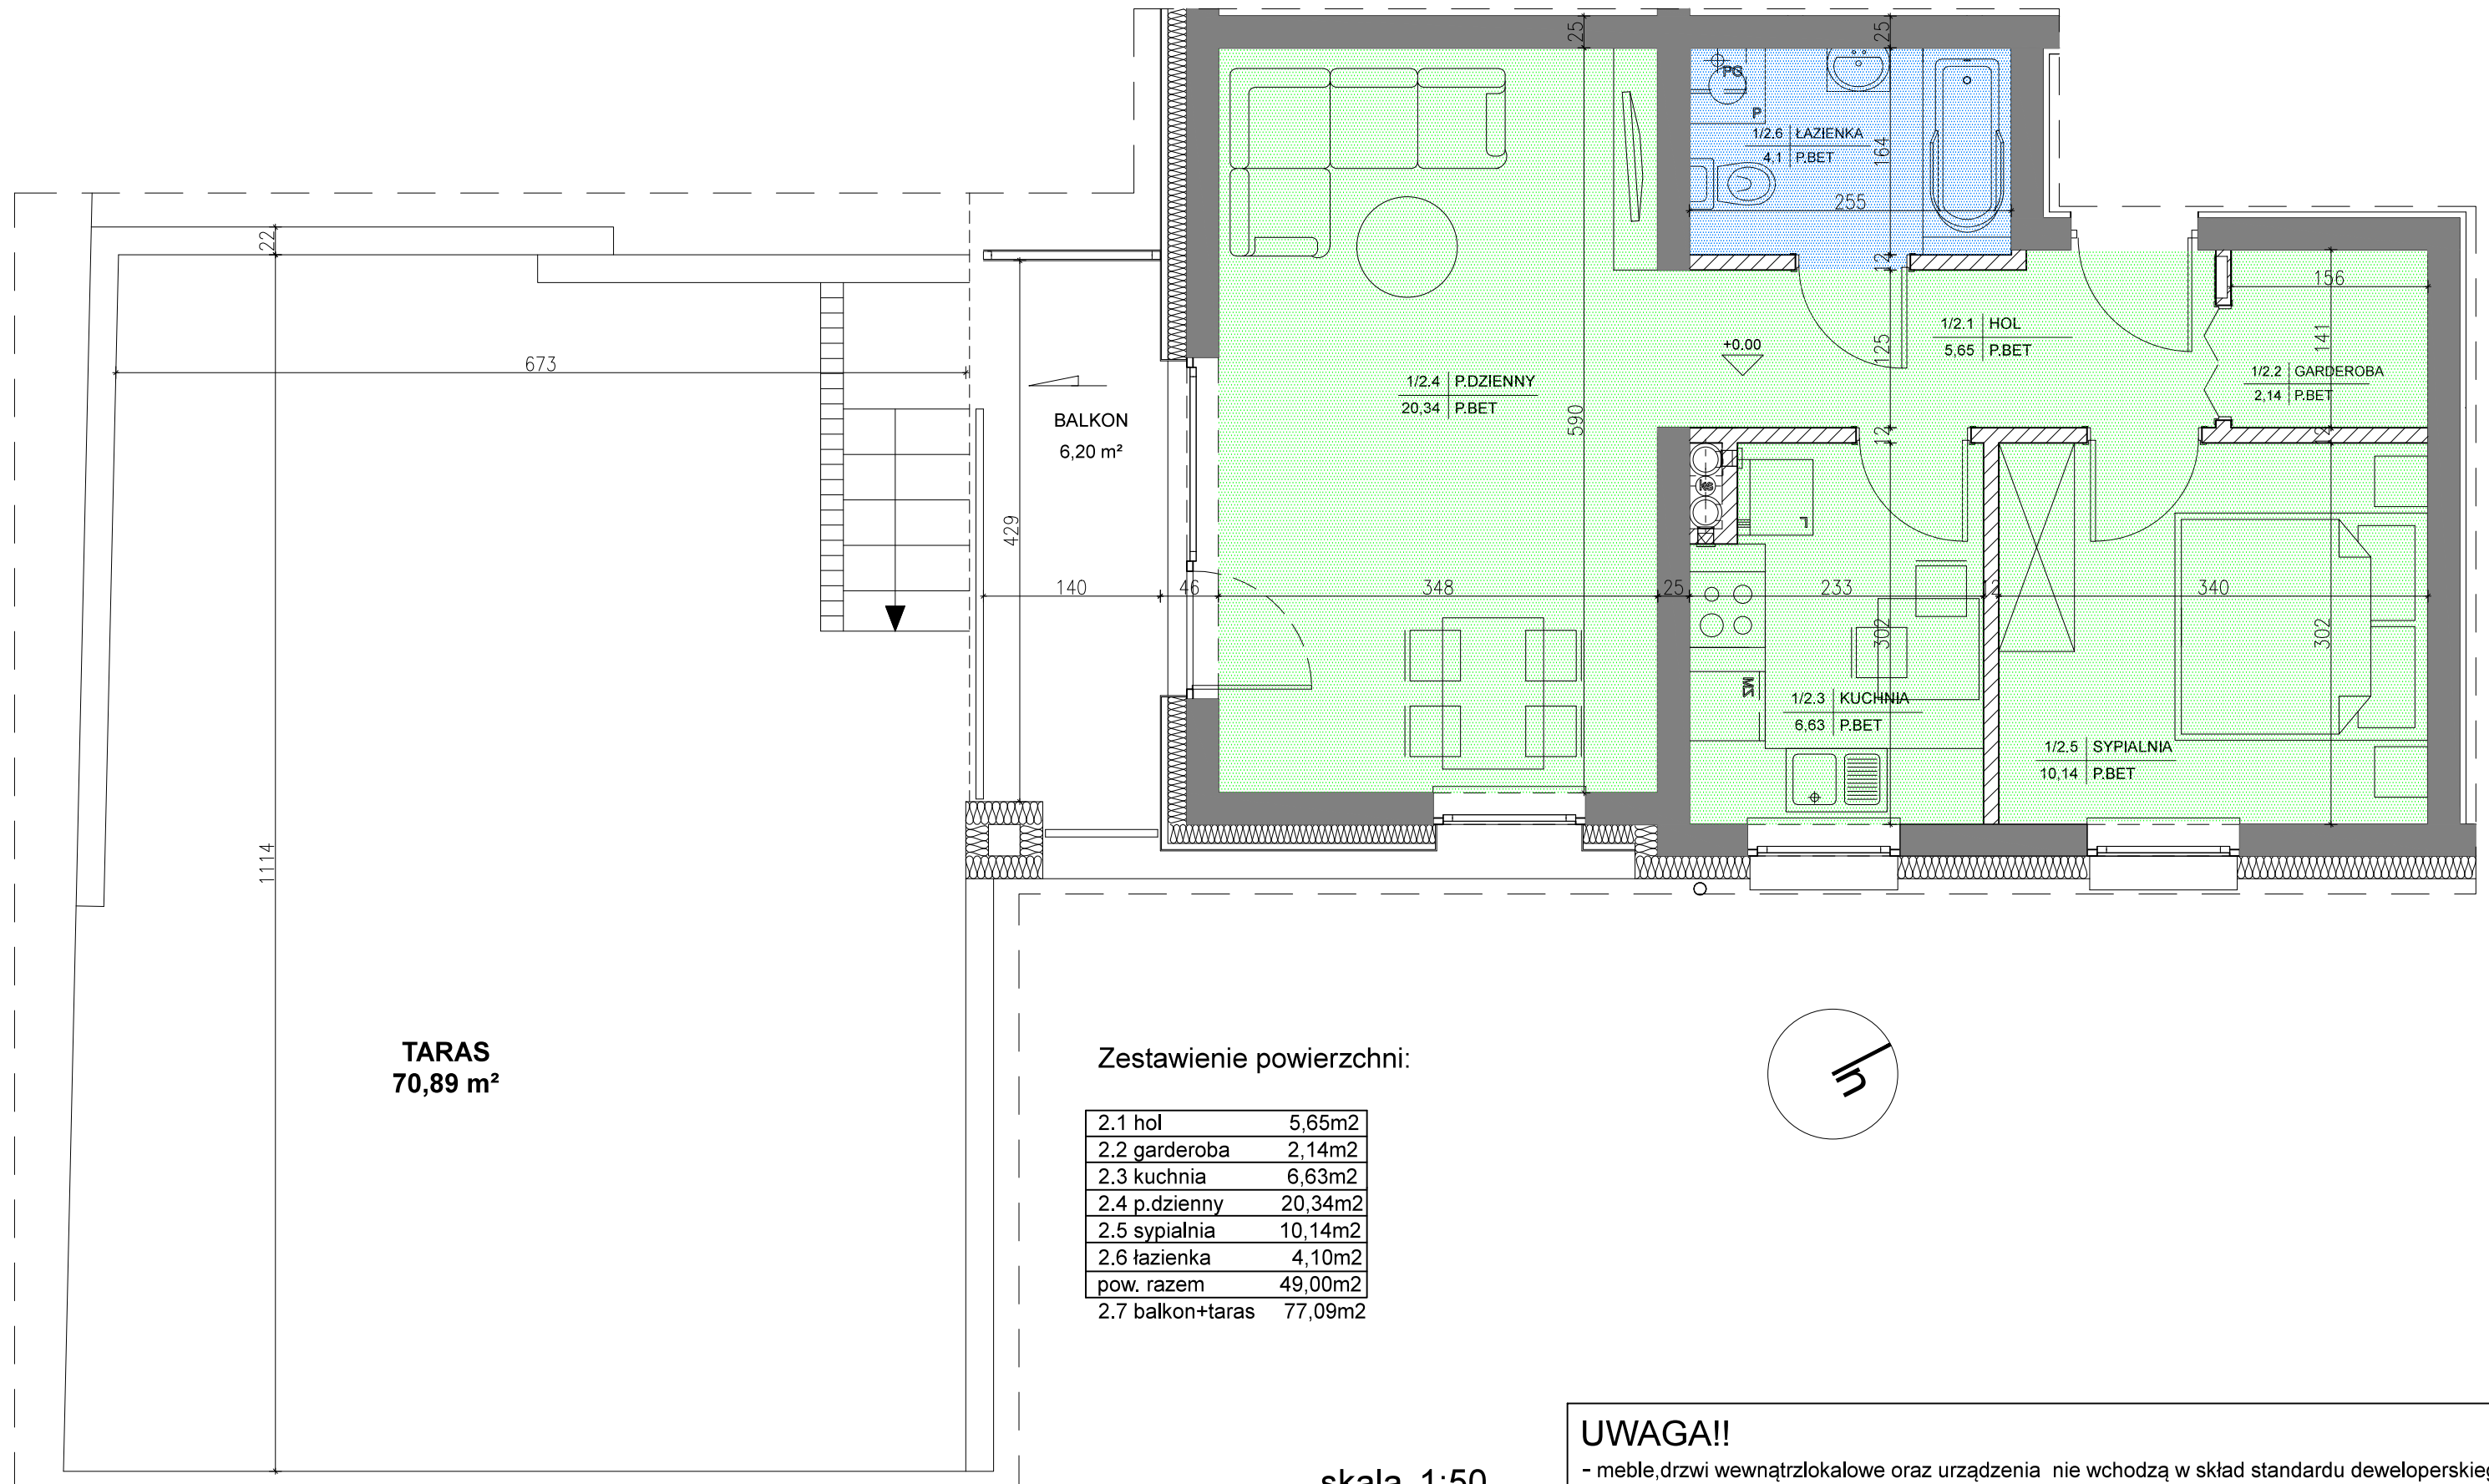 25
25
PG
P
1/2.6 ŁAZIENKA
4,1 P.BET
164
255
22
12
156
673
+0.00
1/2.1 HOL
5,65 P.BET
125
141
1/2.2 GARDEROBA
2,14 P.BET
1/2.4 P.DZIENNY
20,34 P.BET
590
BALKON
6,20 m²
12
12
ks
L
429
140
46
348
25
233
12
340
302
302
MZ
1/2.3 KUCHNIA
6,63 P.BET
1/2.5 SYPIALNIA
10,14 P.BET
1114
TARAS
70,89 m²
Zestawienie powierzchni:
2.1 hol 5,65m2
2.2 garderoba 2,14m2
2.3 kuchnia 6,63m2
2.4 p.dzienny 20,34m2
2.5 sypialnia 10,14m2
2.6 łazienka 4,10m2
pow. razem 49,00m2
2.7 balkon+taras 77,09m2
skala 1:50
UWAGA!!
- meble,drzwi wewnątrzlokalowe oraz urządzenia nie wchodzą w skład standardu